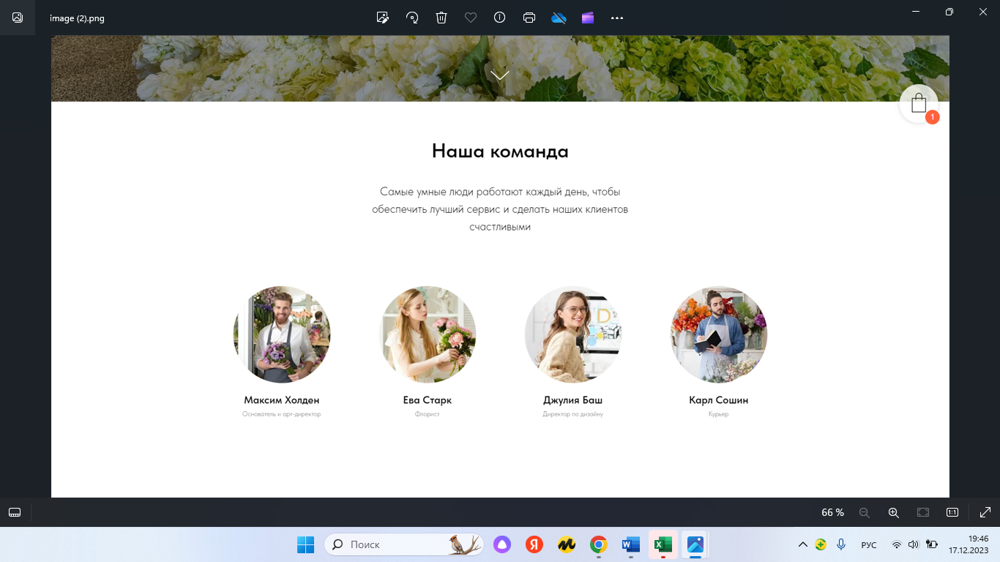 image (2).png
1
Наша команда
Самые умные люди работают каждый день, чтобы
обеспечить лучший сервис и сделать наших клиентов
счастливыми
D
Максим Холден
Ева Старк
Джулия Баш
Карл Сошин
Основатель и арт-директор
Флорист
Директор по дизайну
Курьер
66 %
1:1
Поиск
Я
W
X
РУС
19:46
17.12.2023